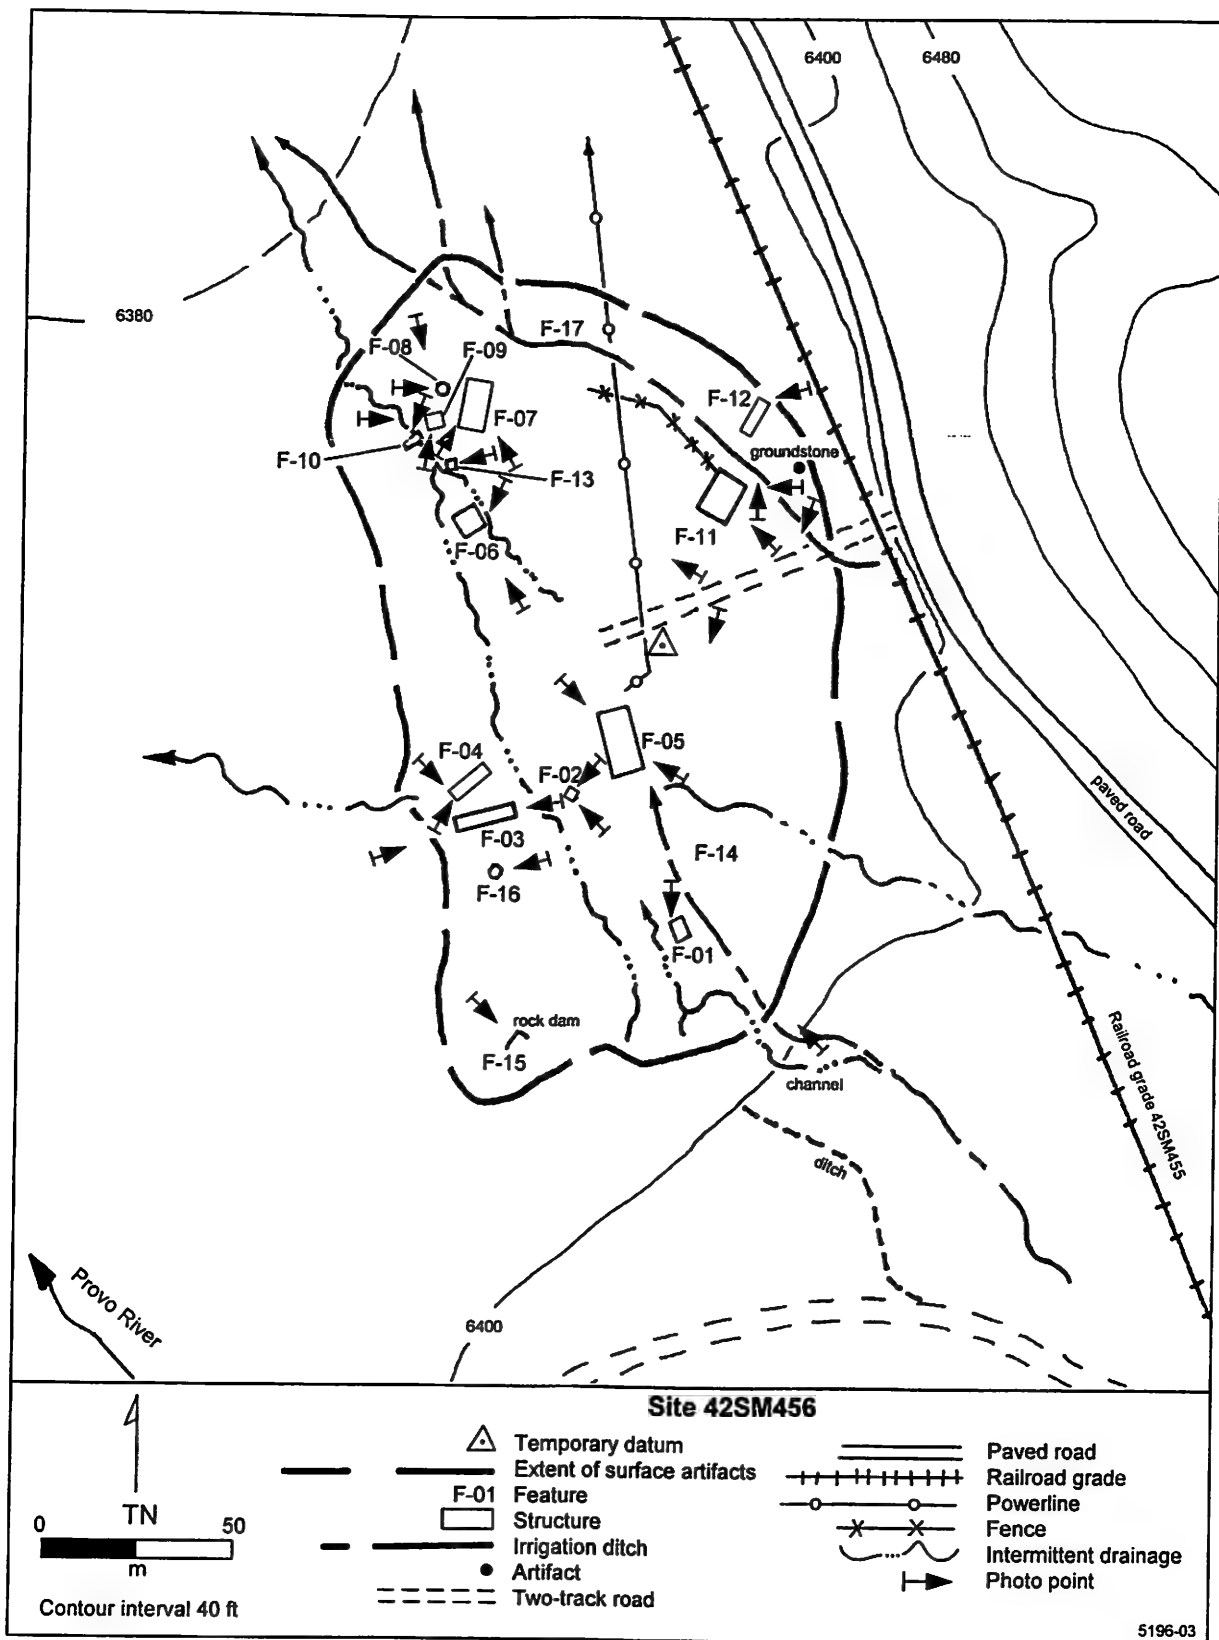 6400
6480
6380
F-17
F-08
F-09
F-12
F-07
groundstone
F-10
F-13
F-11
F-06
F-05
F-04
F-02
paved road
F-03
F-14
F-16
F-01
rock dam
F-15
Railroad grade 42SM455
channel
ditch
Provo River
6400
Site 42SM456
TN
0 50
m
Contour interval 40 ft
Temporary datum
Extent of surface artifacts
F-01 Feature
Structure
Irrigation ditch
Artifact
Two-track road
Paved road
Railroad grade
Powerline
Fence
Intermittent drainage
Photo point
5196-03